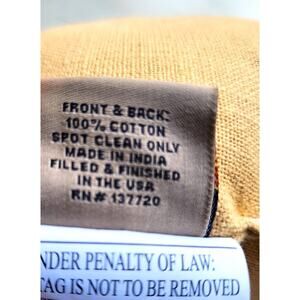 FRONT & BACK:
100% COTTON
SPOT CLEAN ONLY
MADE IN INDIA
FILLED & FINISHED
IN THE USA
RN# 137720
NDER PENALTY OF LAW:
TAG IS NOT TO BE REMOVED